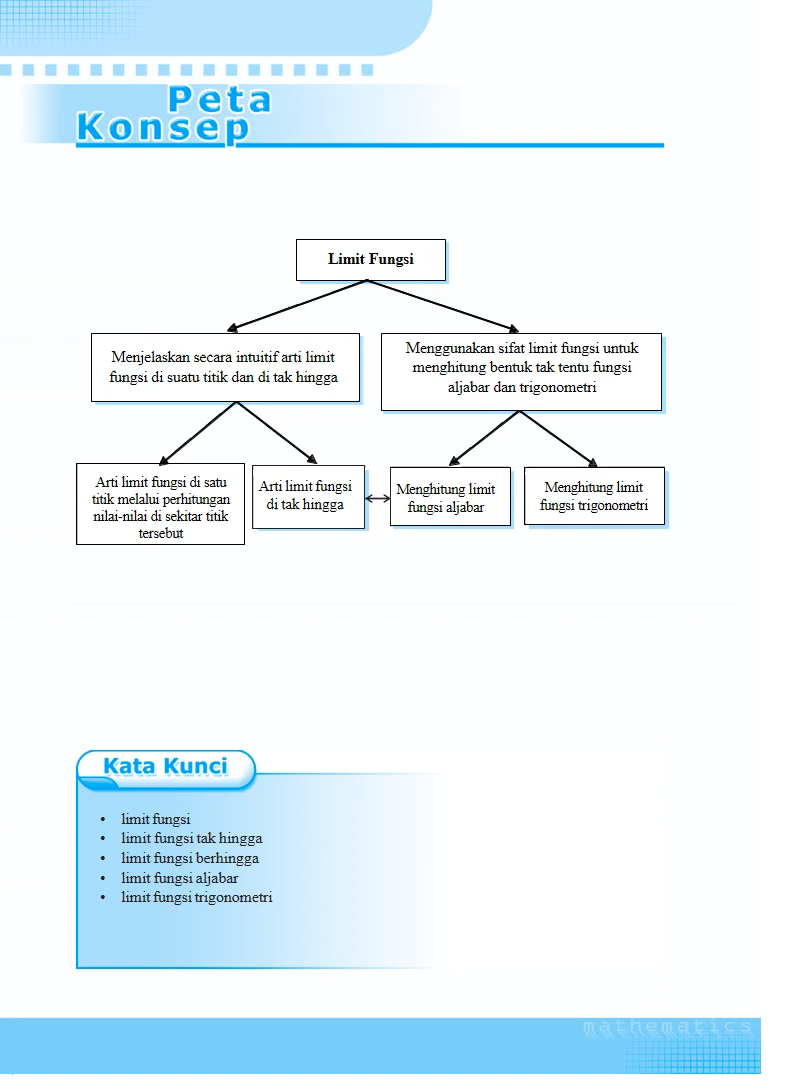 Peta
Konsep
Limit Fungsi
Menjelaskan secara intuitif arti limit
fungsi di suatu titik dan di tak hingga
Menggunakan sifat limit fungsi untuk
menghitung bentuk tak tentu fungsi
aljabar dan trigonometri
Arti limit fungsi di satu
titik melalui perhitungan
nilai-nilai di sekitar titik
tersebut
Arti limit fungsi
di tak hingga
Menghitung limit
fungsi aljabar
Menghitung limit
fungsi trigonometri
Kata Kunci
• limit fungsi
• limit fungsi tak hingga
• limit fungsi berhingga
• limit fungsi aljabar
• limit fungsi trigonometri
mathematics